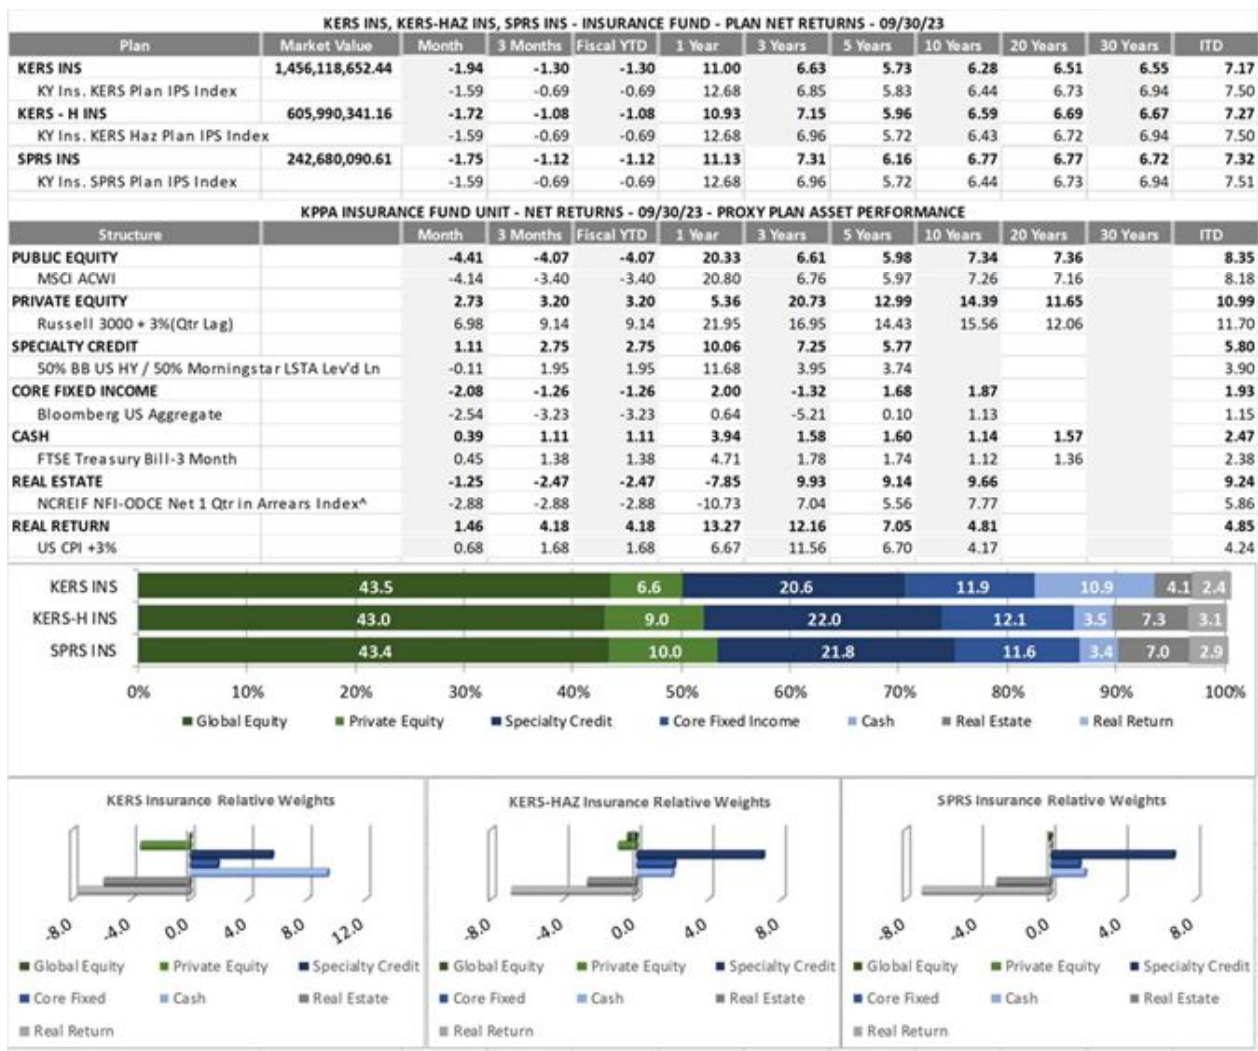 KERS INS, KERS-HAZ INS, SPRS INS - INSURANCE FUND - PLAN NET RETURNS - 09/30/23
Plan Market Value Month 3 Months Fiscal YTD 1 Year 3 Years 5 Years 10 Years 20 Years 30 Years ITD
KERS INS 1,456,118,652.44 -1.94 -1.30 -1.30 11.00 6.63 5.73 6.28 6.51 6.55 7.17
KY Ins. KERS Plan IPS Index -1.59 -0.69 -0.69 12.68 6.85 5.83 6.44 6.73 6.94 7.50
KERS - H INS 605,990,341.16 -1.72 -1.08 -1.08 10.93 7.15 5.96 6.59 6.69 6.67 7.27
KY Ins. KERS Haz Plan IPS Index -1.59 -0.69 -0.69 12.68 6.96 5.72 6.43 6.72 6.94 7.50
SPRS INS 242,680,090.61 -1.75 -1.12 -1.12 11.13 7.31 6.16 6.77 6.77 6.72 7.32
KY Ins. SPRS Plan IPS Index -1.59 -0.69 -0.69 12.68 6.96 5.72 6.44 6.73 6.94 7.51
KPPA INSURANCE FUND UNIT - NET RETURNS - 09/30/23 - PROXY PLAN ASSET PERFORMANCE
Structure Month 3 Months Fiscal YTD 1 Year 3 Years 5 Years 10 Years 20 Years 30 Years ITD
PUBLIC EQUITY -4.41 -4.07 -4.07 20.33 6.61 5.98 7.34 7.36 8.35
MSCI ACWI -4.14 -3.40 -3.40 20.80 6.76 5.97 7.26 7.16 8.18
PRIVATE EQUITY 2.73 3.20 3.20 5.36 20.73 12.99 14.39 11.65 10.99
Russell 3000 + 3%(Qtr Lag) 6.98 9.14 9.14 21.95 16.95 14.43 15.56 12.06 11.70
SPECIALTY CREDIT 1.11 2.75 2.75 10.06 7.25 5.77 5.80
50% BB US HY / 50% Morningstar LSTA Lev'd Ln -0.11 1.95 1.95 11.68 3.95 3.74 3.90
CORE FIXED INCOME -2.08 -1.26 -1.26 2.00 -1.32 1.68 1.87 1.93
Bloomberg US Aggregate -2.54 -3.23 -3.23 0.64 -5.21 0.10 1.13 1.15
CASH 0.39 1.11 1.11 3.94 1.58 1.60 1.14 1.57 2.47
FTSE Treasury Bill-3 Month 0.45 1.38 1.38 4.71 1.78 1.74 1.12 1.36 2.38
REAL ESTATE -1.25 -2.47 -2.47 -7.85 9.93 9.14 9.66 9.24
NCREIF NFI-ODCE Net 1 Qtr in Arrears Index^ -2.88 -2.88 -2.88 -10.73 7.04 5.56 7.77 5.86
REAL RETURN 1.46 4.18 4.18 13.27 12.16 7.05 4.81 4.85
US CPI +3% 0.68 1.68 1.68 6.67 11.56 6.70 4.17 4.24
KERS INS 43.5 6.6 20.6 11.9 10.9 4.1 2.4
KERS-H INS 43.0 9.0 22.0 12.1 3.5 7.3 3.1
SPRS INS 43.4 10.0 21.8 11.6 3.4 7.0 2.9
0% 10% 20% 30% 40% 50% 60% 70% 80% 90% 100%
Global Equity Private Equity Specialty Credit Core Fixed Income Cash Real Estate Real Return
KERS Insurance Relative Weights
-8.0 -4.0 0.0 4.0 8.0 12.0
Global Equity Private Equity Specialty Credit
Core Fixed Cash Real Estate
Real Return
KERS-HAZ Insurance Relative Weights
-8.0 -4.0 0.0 4.0 8.0
Global Equity Private Equity Specialty Credit
Core Fixed Cash Real Estate
Real Return
SPRS Insurance Relative Weights
-8.0 -4.0 0.0 4.0 8.0
Global Equity Private Equity Specialty Credit
Core Fixed Cash Real Estate
Real Return